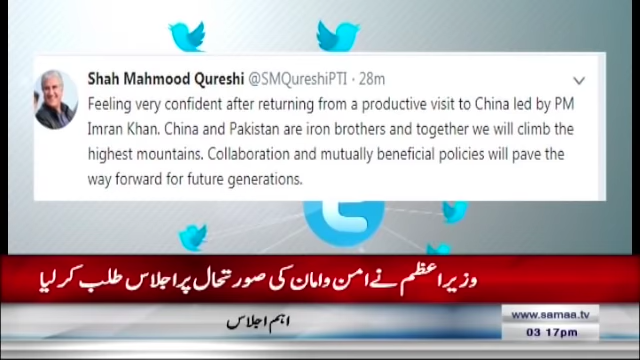 Shah Mahmood Qureshi @SMQureshiPTI · 28m
Feeling very confident after returning from a productive visit to China led by PM
Imran Khan. China and Pakistan are iron brothers and together we will climb the
highest mountains. Collaboration and mutually beneficial policies will pave the
way forward for future generations.
وزیراعظم نے امن وامان کی صورتحال پر اجلاس طلب کر لیا
www.samaa.tv
اہم اجلاس
03 17pm